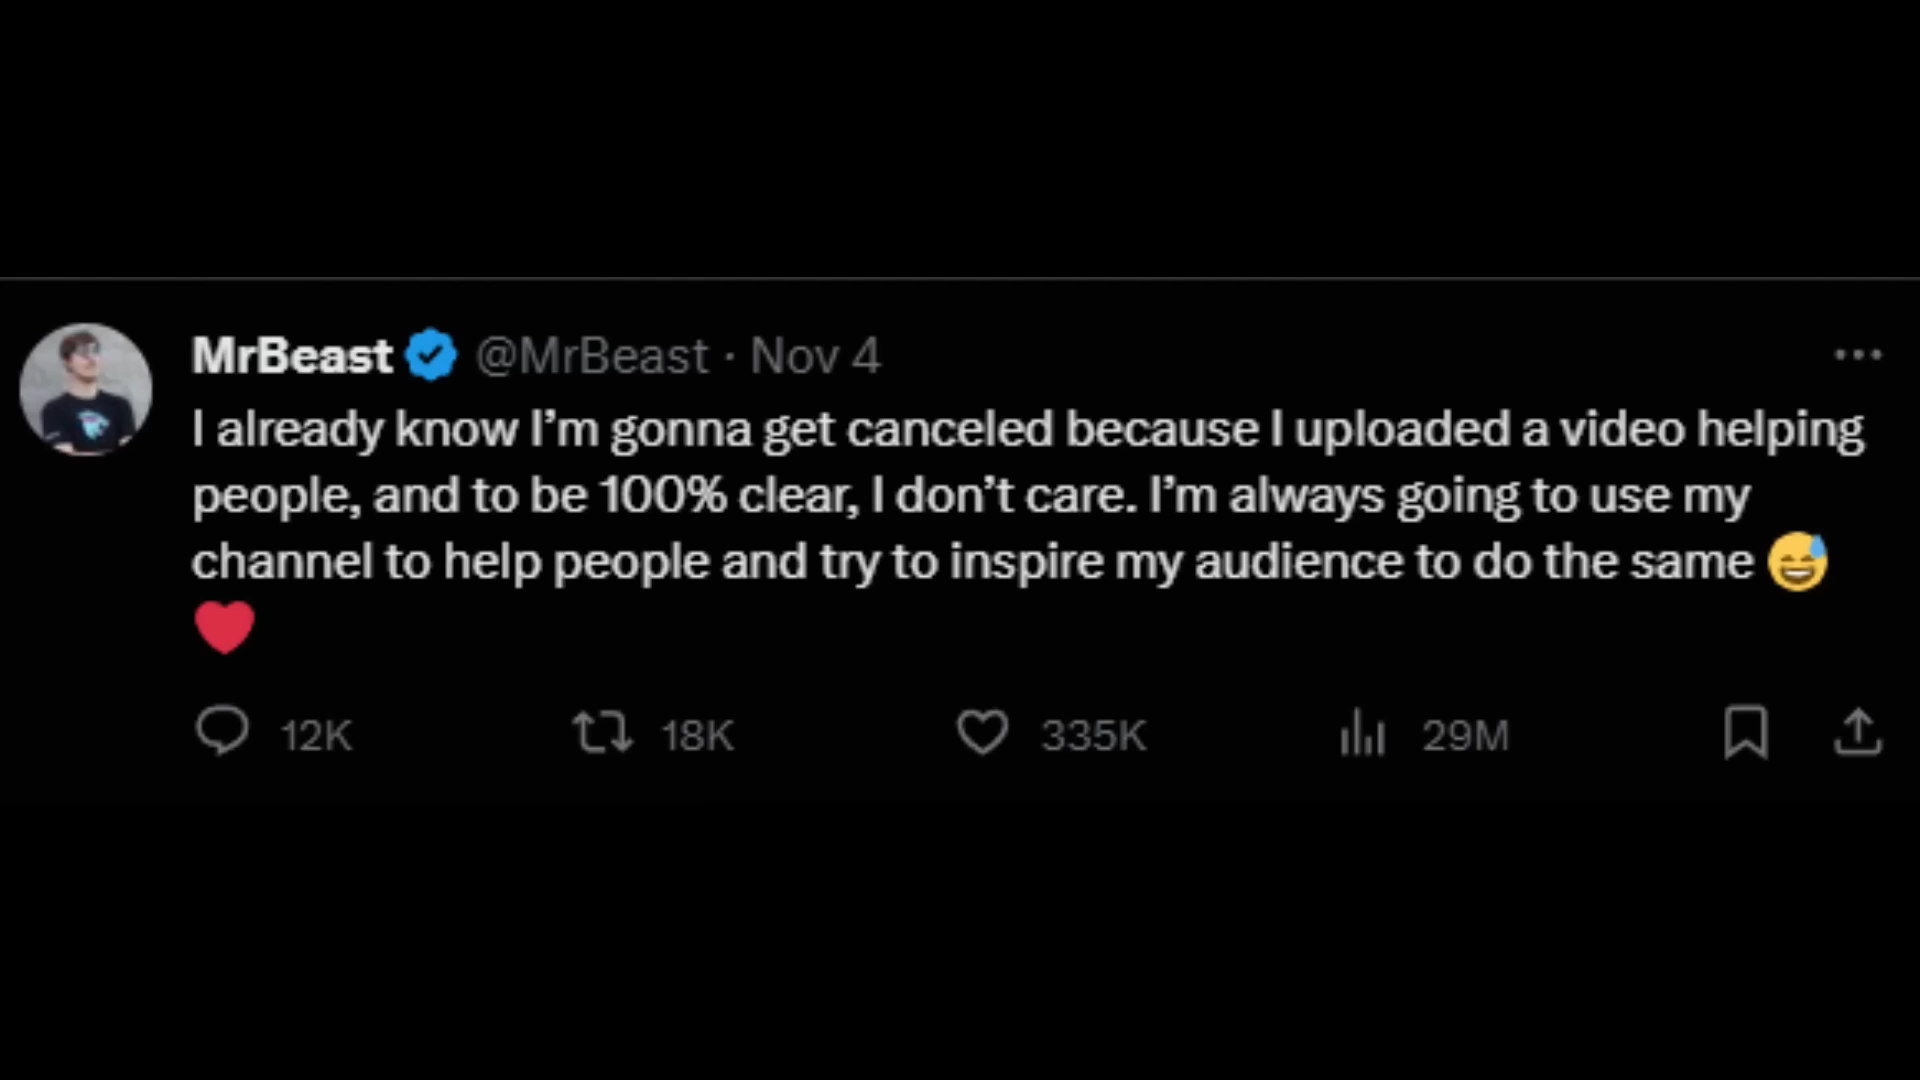 MrBeast @MrBeast · Nov 4
I already know I’m gonna get canceled because I uploaded a video helping
people, and to be 100% clear, I don’t care. I’m always going to use my
channel to help people and try to inspire my audience to do the same 😅
❤️
12K 18K 335K 29M